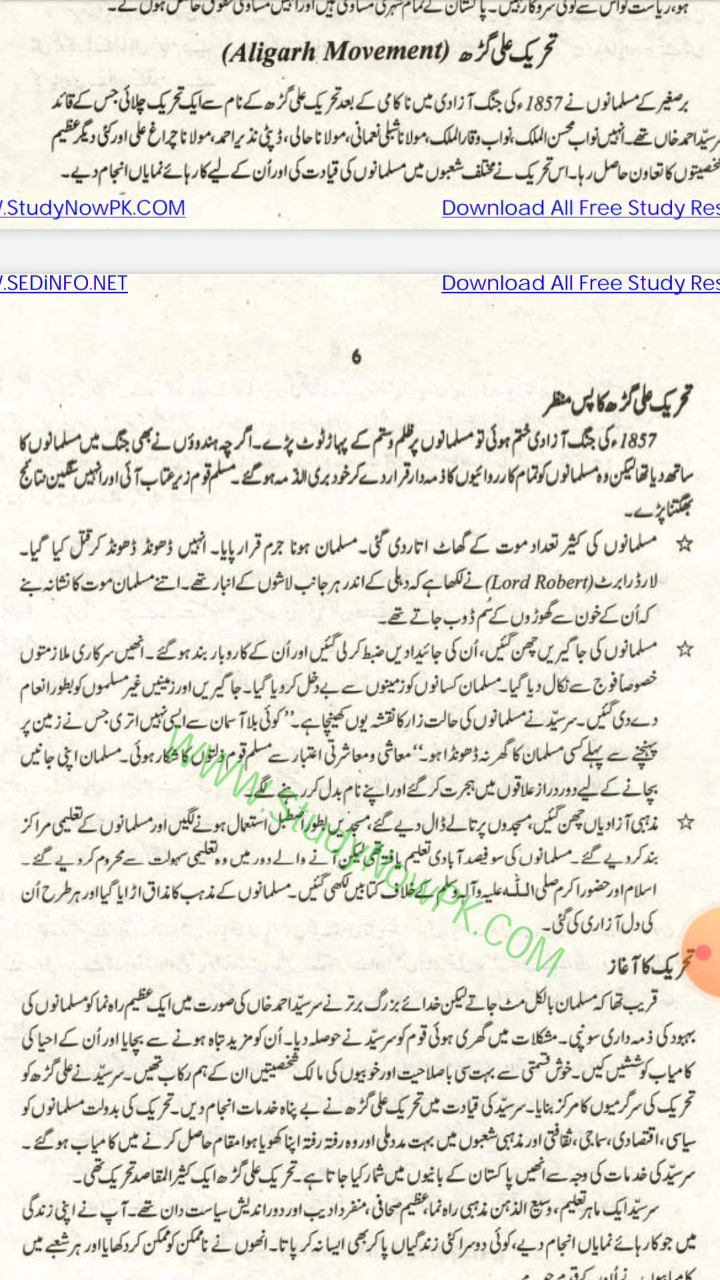 ہو، ریاست کو اس سے کوئی سروکار نہیں۔ پاکستان کے تمام شہری مساوی ہیں اور انہیں مساوی حقوق حاصل ہوں گے۔
تحریک علی گڑھ (Aligarh Movement)
برصغیر کے مسلمانوں نے 1857ء کی جنگ آزادی میں ناکامی کے بعد تحریک علی گڑھ کے نام سے ایک تحریک چلائی جس کے قائد
سرسیّد احمد خاں تھے۔ انہیں نواب محسن الملک، نواب وقار الملک، مولانا شبلی نعمانی، مولانا حالی، ڈپٹی نذیر احمد، مولانا چراغ علی اور کئی دیگر عظیم
شخصیتوں کا تعاون حاصل رہا۔ اس تحریک نے مختلف شعبوں میں مسلمانوں کی قیادت کی اور اُن کے لیے کارہائے نمایاں انجام دیے۔
.StudyNowPK.COM Download All Free Study Res
.SEDiNFO.NET Download All Free Study Res
6
تحریک علی گڑھ کا پس منظر
1857ء کی جنگ آزادی ختم ہوئی تو مسلمانوں پر ظلم و ستم کے پہاڑ ٹوٹ پڑے۔ اگرچہ ہندوؤں نے بھی جنگ میں مسلمانوں کا
ساتھ دیا تھا لیکن وہ مسلمانوں کو تمام کارروائیوں کا ذمہ دار قرار دے کر خود بری الذمہ ہو گئے۔ مسلم قوم زیر عتاب آئی اور انہیں سنگین نتائج
بھگتنا پڑے۔
☆ مسلمانوں کی کثیر تعداد موت کے گھاٹ اتار دی گئی۔ مسلمان ہونا جرم قرار پایا۔ انہیں ڈھونڈ ڈھونڈ کر قتل کیا گیا۔
لارڈ رابرٹ (Lord Robert) نے لکھا ہے کہ دہلی کے اندر ہر جانب لاشوں کے انبار تھے۔ اتنے مسلمان موت کا نشانہ بنے
کہ اُن کے خون سے گھوڑوں کے سُم ڈوب جاتے تھے۔
☆ مسلمانوں کی جاگیریں چھن گئیں، اُن کی جائیدادیں ضبط کر لی گئیں اور اُن کے کاروبار بند ہو گئے۔ انھیں سرکاری ملازمتوں
خصوصاً فوج سے نکال دیا گیا۔ مسلمان کسانوں کو زمینوں سے بے دخل کر دیا گیا۔ جاگیریں اور زمینیں غیر مسلموں کو بطور انعام
دے دی گئیں۔ سرسیّد نے مسلمانوں کی حالت زار کا نقشہ یوں کھینچا ہے۔ ’’کوئی بلا آسمان سے ایسی نہیں اتری جس نے زمین پر
پہنچنے سے پہلے کسی مسلمان کا گھر نہ ڈھونڈا ہو۔‘‘ معاشی و معاشرتی اعتبار سے مسلم قوم ذلتوں کا شکار ہوئی۔ مسلمان اپنی جانیں
بچانے کے لیے دور دراز علاقوں میں ہجرت کر گئے اور اپنے نام بدل کر رہنے لگے۔
☆ مذہبی آزادیاں چھن گئیں، مسجدوں پر تالے ڈال دیے گئے، مسجدیں بطور اصطبل استعمال ہونے لگیں اور مسلمانوں کے تعلیمی مراکز
بند کر دیے گئے۔ مسلمانوں کی سو فیصد آبادی تعلیم یافتہ تھی لیکن آنے والے دور میں وہ تعلیمی سہولت سے محروم کر دیے گئے۔
اسلام اور حضور اکرم صلی اللہ علیہ وآلہ وسلم کے خلاف کتابیں لکھی گئیں۔ مسلمانوں کے مذہب کا مذاق اڑایا گیا اور ہر طرح اُن
کی دل آزاری کی گئی۔
WWW.StudyNowPK.COM
تحریک کا آغاز
قریب تھا کہ مسلمان بالکل مٹ جاتے لیکن خدائے بزرگ برتر نے سرسیّد احمد خاں کی صورت میں ایک عظیم راہ نما کو مسلمانوں کی
بہبود کی ذمہ داری سونپی۔ مشکلات میں گھری ہوئی قوم کو سرسیّد نے حوصلہ دیا۔ اُن کو مزید تباہ ہونے سے بچایا اور اُن کے احیا کی
کامیاب کوششیں کیں۔ خوش قسمتی سے بہت سی باصلاحیت اور خوبیوں کی مالک شخصیتیں ان کے ہم رکاب تھیں۔ سرسیّد نے علی گڑھ کو
تحریک کی سرگرمیوں کا مرکز بنایا۔ سرسیّد کی قیادت میں تحریک علی گڑھ نے بے پناہ خدمات انجام دیں۔ تحریک کی بدولت مسلمانوں کو
سیاسی، اقتصادی، سماجی، ثقافتی اور مذہبی شعبوں میں بہت مدد ملی اور وہ رفتہ رفتہ اپنا کھویا ہوا مقام حاصل کرنے میں کامیاب ہو گئے۔
سرسیّد کی خدمات کی وجہ سے انھیں پاکستان کے بانیوں میں شمار کیا جاتا ہے۔ تحریک علی گڑھ ایک کثیر المقاصد تحریک تھی۔
سرسیّد ایک ماہر تعلیم، وسیع الذہن مذہبی راہ نما، عظیم صحافی، منفرد ادیب اور دور اندیش سیاست دان تھے۔ آپ نے اپنی زندگی
میں جو کارہائے نمایاں انجام دیے، کوئی دوسرا کئی زندگیاں پا کر بھی ایسا نہ کر پاتا۔ انھوں نے ناممکن کو ممکن کر دکھایا اور ہر شعبے میں